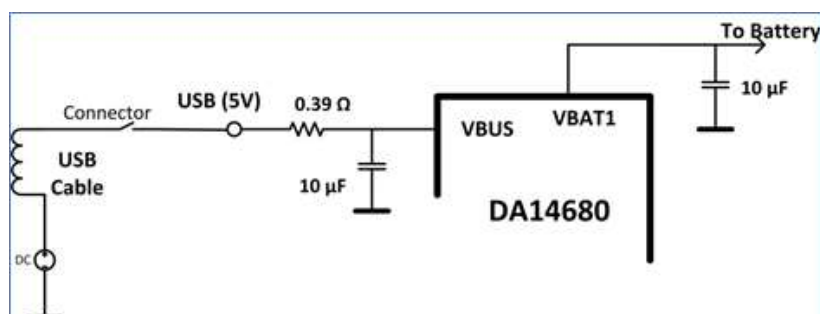 To Battery
USB (5V)
0.39 Ω
10 µF
Connector
VBUS
VBAT1
USB
Cable
10 µF
DA14680
DC